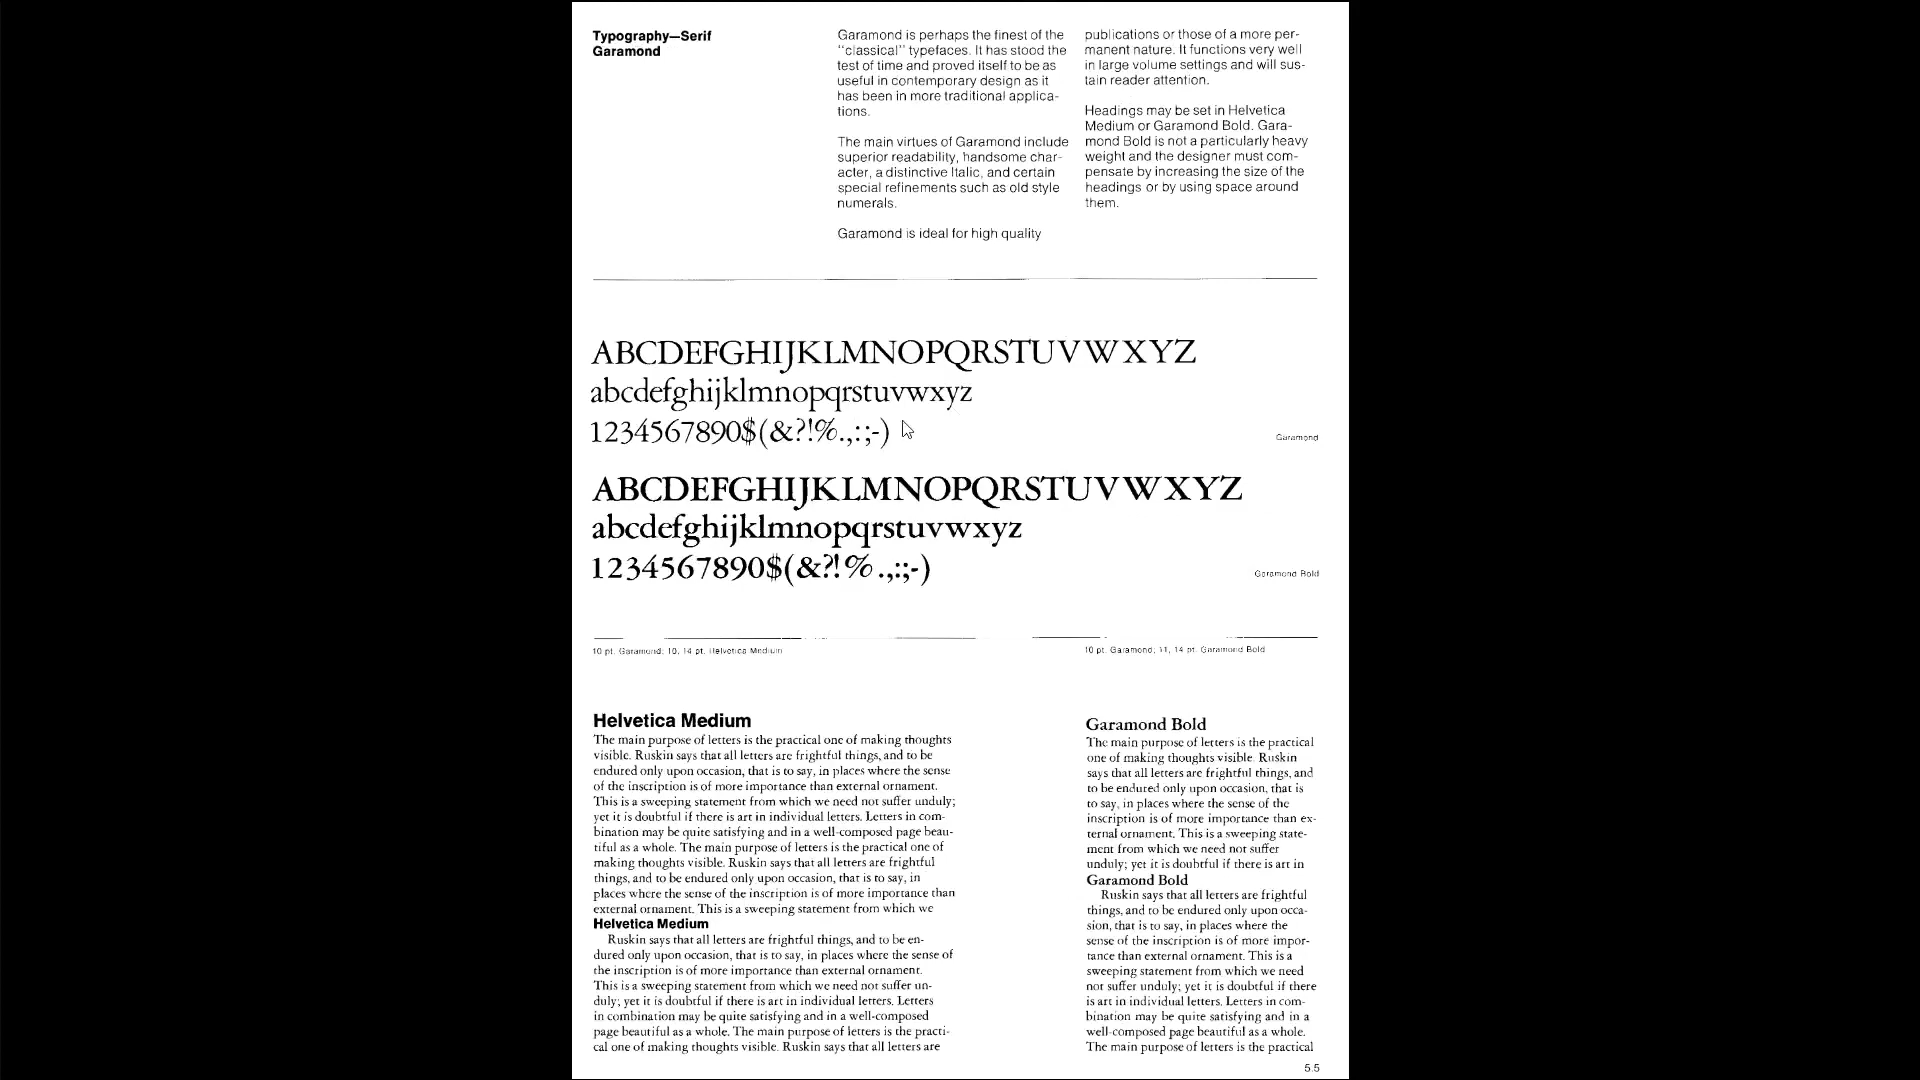 Typography—Serif
Garamond
Garamond is perhaps the finest of the
"classical" typefaces. It has stood the
test of time and proved itself to be as
useful in contemporary design as it
has been in more traditional applica-
tions.
The main virtues of Garamond include
superior readability, handsome char-
acter, a distinctive Italic, and certain
special refinements such as old style
numerals.
Garamond is ideal for high quality
publications or those of a more per-
manent nature. It functions very well
in large volume settings and will sus-
tain reader attention.
Headings may be set in Helvetica
Medium or Garamond Bold. Gara-
mond Bold is not a particularly heavy
weight and the designer must com-
pensate by increasing the size of the
headings or by using space around
them.
ABCDEFGHIJKLMNOPQRSTUVWXYZ
abcdefghijklmnopqrstuvwxyz
1234567890$(&?!%.,:;-)
Garamond
ABCDEFGHIJKLMNOPQRSTUVWXYZ
abcdefghijklmnopqrstuvwxyz
1234567890$(&?!%.,:;-)
Garamond Bold
10 pt. Garamond; 10, 14 pt. Helvetica Medium
Helvetica Medium
The main purpose of letters is the practical one of making thoughts
visible. Ruskin says that all letters are frightful things, and to be
endured only upon occasion, that is to say, in places where the sense
of the inscription is of more importance than external ornament.
This is a sweeping statement from which we need not suffer unduly;
yet it is doubtful if there is art in individual letters. Letters in com-
bination may be quite satisfying and in a well-composed page beau-
tiful as a whole. The main purpose of letters is the practical one of
making thoughts visible. Ruskin says that all letters are frightful
things, and to be endured only upon occasion, that is to say, in
places where the sense of the inscription is of more importance than
external ornament. This is a sweeping statement from which we
Helvetica Medium
Ruskin says that all letters are frightful things, and to be en-
dured only upon occasion, that is to say, in places where the sense of
the inscription is of more importance than external ornament.
This is a sweeping statement from which we need not suffer un-
duly; yet it is doubtful if there is art in individual letters. Letters
in combination may be quite satisfying and in a well-composed
page beautiful as a whole. The main purpose of letters is the practi-
cal one of making thoughts visible. Ruskin says that all letters are
10 pt. Garamond; 11, 14 pt. Garamond Bold
Garamond Bold
The main purpose of letters is the practical
one of making thoughts visible. Ruskin
says that all letters are frightful things, and
to be endured only upon occasion, that is
to say, in places where the sense of the
inscription is of more importance than ex-
ternal ornament. This is a sweeping state-
ment from which we need not suffer
unduly; yet it is doubtful if there is art in
Garamond Bold
Ruskin says that all letters are frightful
things, and to be endured only upon occa-
sion, that is to say, in places where the
sense of the inscription is of more impor-
tance than external ornament. This is a
sweeping statement from which we need
not suffer unduly; yet it is doubtful if there
is art in individual letters. Letters in com-
bination may be quite satisfying and in a
well-composed page beautiful as a whole.
The main purpose of letters is the practical
5.5